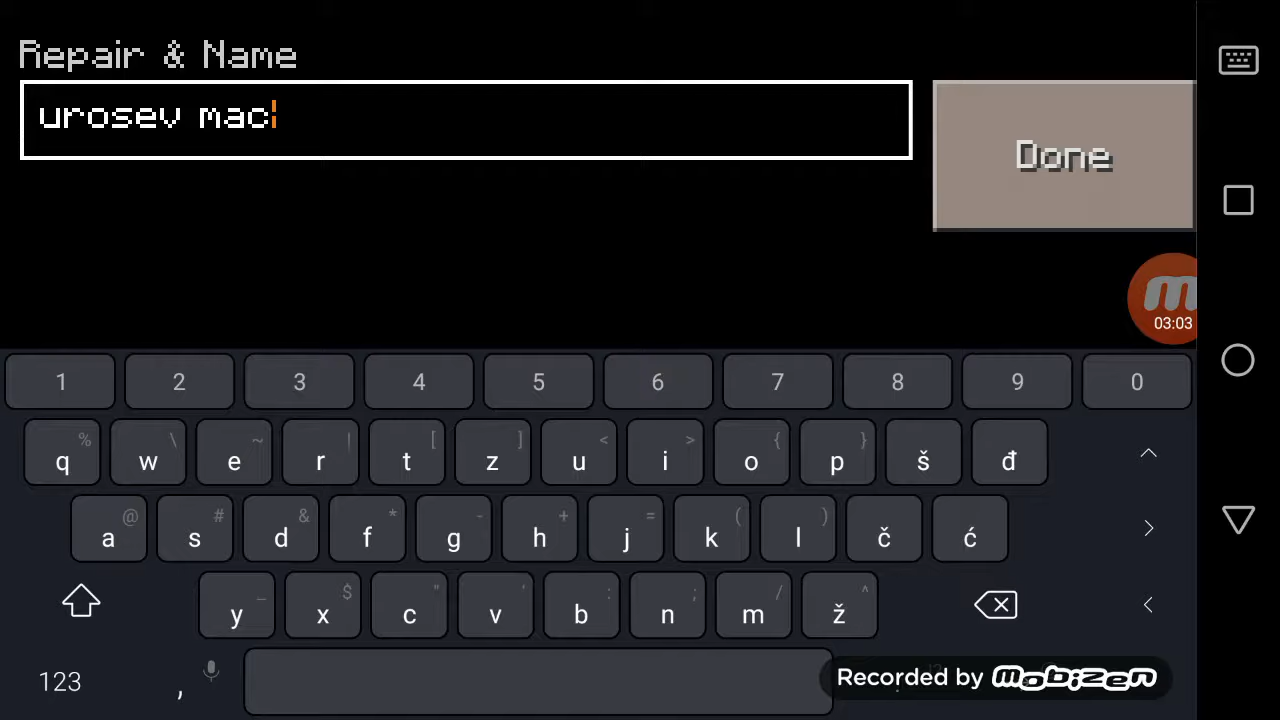 Repair & Name
urosev mac
Done
03:03
1 2 3 4 5 6 7 8 9 0
% \ ~ | [ ] < > { }
q w e r t z u i o p š đ
@ # & * - + = ( )
a s d f g h j k l č ć
_ $ " ' : ; / ^
y x c v b n m ž
123 ,
Recorded by mobizen